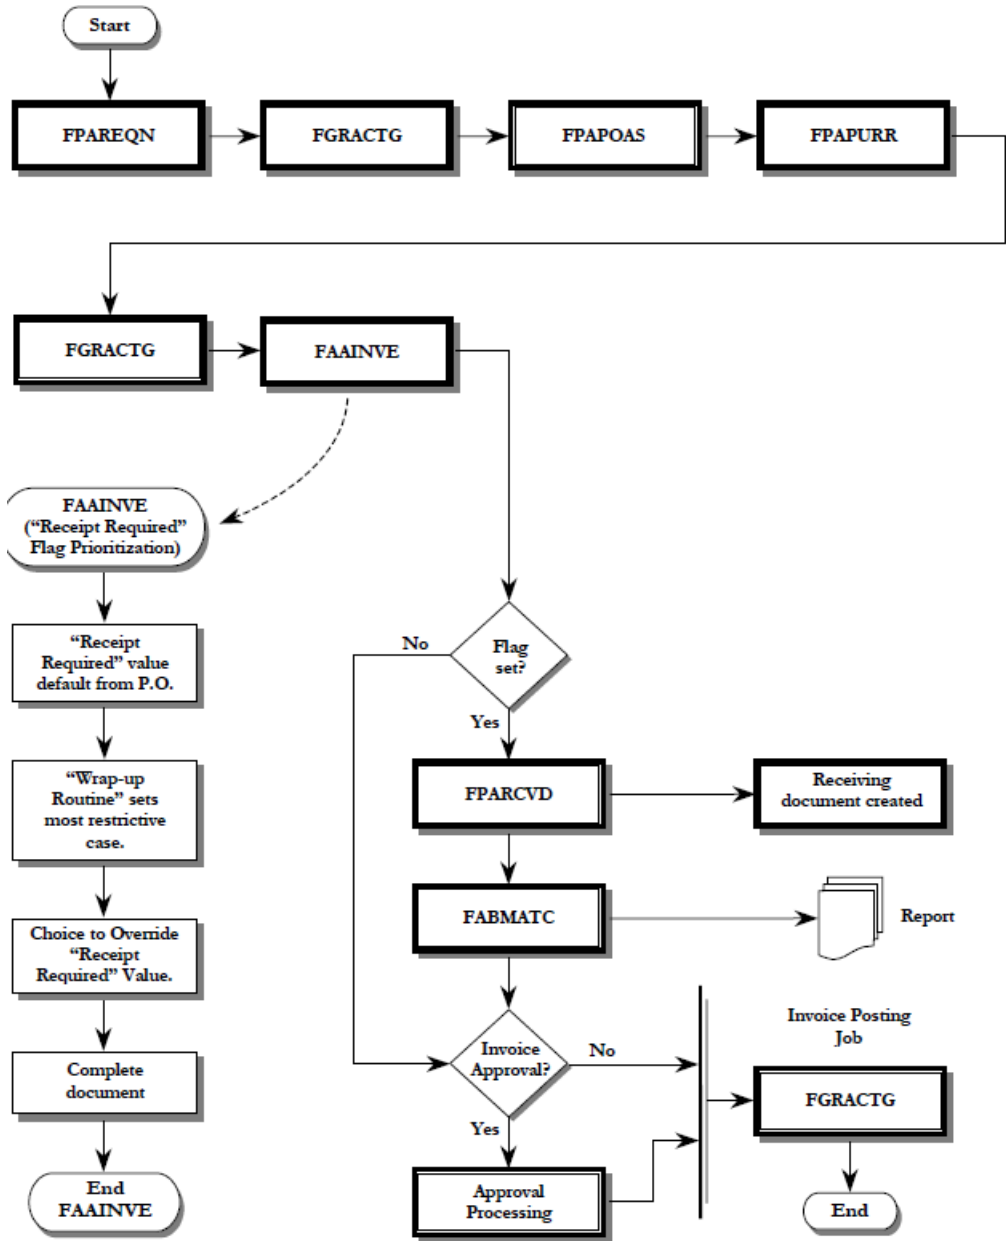 Start
FPAREQN
FGRACTG
FPAPOAS
FPAPURR
FGRACTG
FAAINVE
FAAINVE
(“Receipt Required”
Flag Prioritization)
“Receipt
Required” value
default from P.O.
“Wrap-up
Routine” sets
most restrictive
case.
Choice to Override
“Receipt
Required” Value.
Complete
document
End
FAAINVE
Flag
set?
No
Yes
FPARCVD
Receiving
document created
FABMATC
Report
Invoice
Approval?
No
Yes
Approval
Processing
Invoice Posting
Job
FGRACTG
End